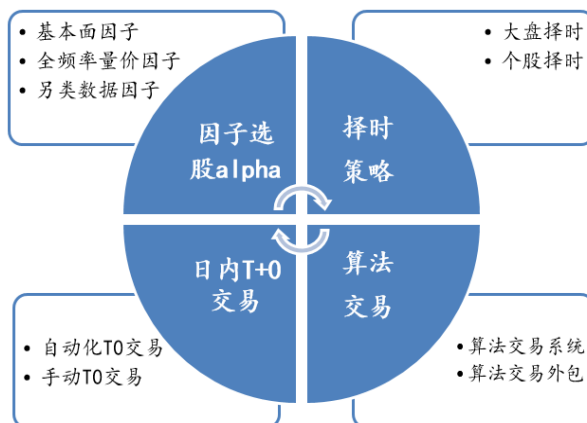 • 基本面因子
• 全频率量价因子
• 另类数据因子
• 大盘择时
• 个股择时
因子选
股alpha
择时
策略
日内T+0
交易
算法
交易
• 自动化T0交易
• 手动T0交易
• 算法交易系统
• 算法交易外包